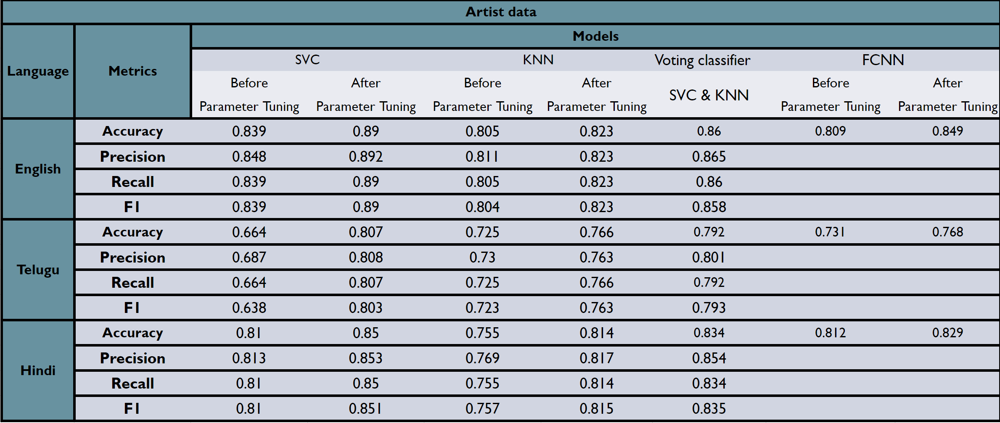 Artist data
Language Metrics Models
SVC KNN Voting classifier FCNN
Before After Before After SVC & KNN Before After
Parameter Tuning Parameter Tuning Parameter Tuning Parameter Tuning Parameter Tuning Parameter Tuning
English
Accuracy 0.839 0.89 0.805 0.823 0.86 0.809 0.849
Precision 0.848 0.892 0.811 0.823 0.865
Recall 0.839 0.89 0.805 0.823 0.86
F1 0.839 0.89 0.804 0.823 0.858
Telugu
Accuracy 0.664 0.807 0.725 0.766 0.792 0.731 0.768
Precision 0.687 0.808 0.73 0.763 0.801
Recall 0.664 0.807 0.725 0.766 0.792
F1 0.638 0.803 0.723 0.763 0.793
Hindi
Accuracy 0.81 0.85 0.755 0.814 0.834 0.812 0.829
Precision 0.813 0.853 0.769 0.817 0.854
Recall 0.81 0.85 0.755 0.814 0.834
F1 0.81 0.851 0.757 0.815 0.835